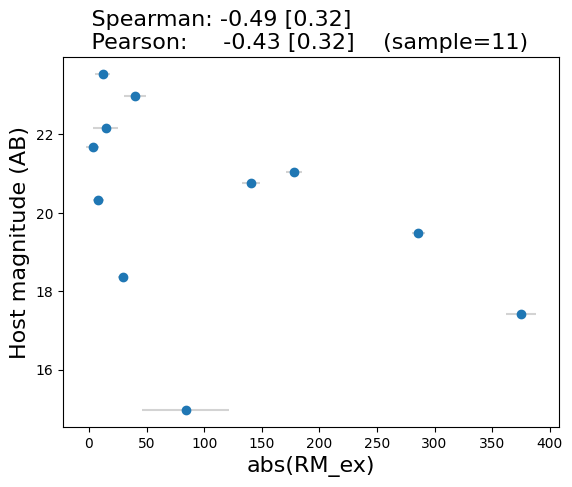 Spearman: -0.49 [0.32]
Pearson: -0.43 [0.32] (sample=11)
Host magnitude (AB)
22
20
18
16
0 50 100 150 200 250 300 350 400
abs(RM_ex)